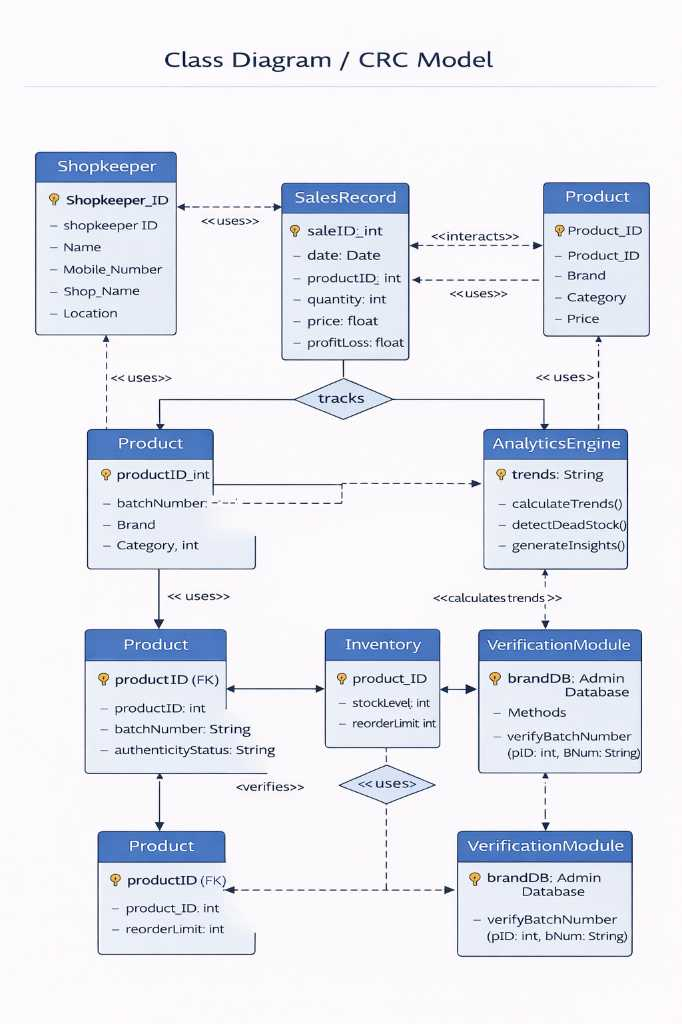 Class Diagram / CRC Model
Shopkeeper
Shopkeeper_ID
– shopkeeper ID
– Name
– Mobile_Number
– Shop_Name
– Location
<<uses>>
SalesRecord
saleID: int
– date: Date
– productID: int
– quantity: int
– price: float
– profitLoss: float
<<interacts>>
<<uses>>
Product
Product_ID
– Product_ID
– Brand
– Category
– Price
<< uses>>
tracks
<< uses>
Product
productID_int
– batchNumber:
– Brand
– Category, int
AnalyticsEngine
trends: String
– calculateTrends()
– detectDeadStock()
– generateInsights()
<< uses>>
<<calculates trends >>
Product
productID (FK)
– productID: int
– batchNumber: String
– authenticityStatus: String
Inventory
product_ID
– stockLevel; int
– reorderLimit int
VerificationModule
brandDB: Admin
Database
– Methods
– verifyBatchNumber
(pID: int, BNum: String)
<verifies>>
<< uses>
Product
productID (FK)
– product_ID. int
– reorderLimit: int
VerificationModule
brandDB; Admin
Database
– verifyBatchNumber
(pID: int, bNum: String)